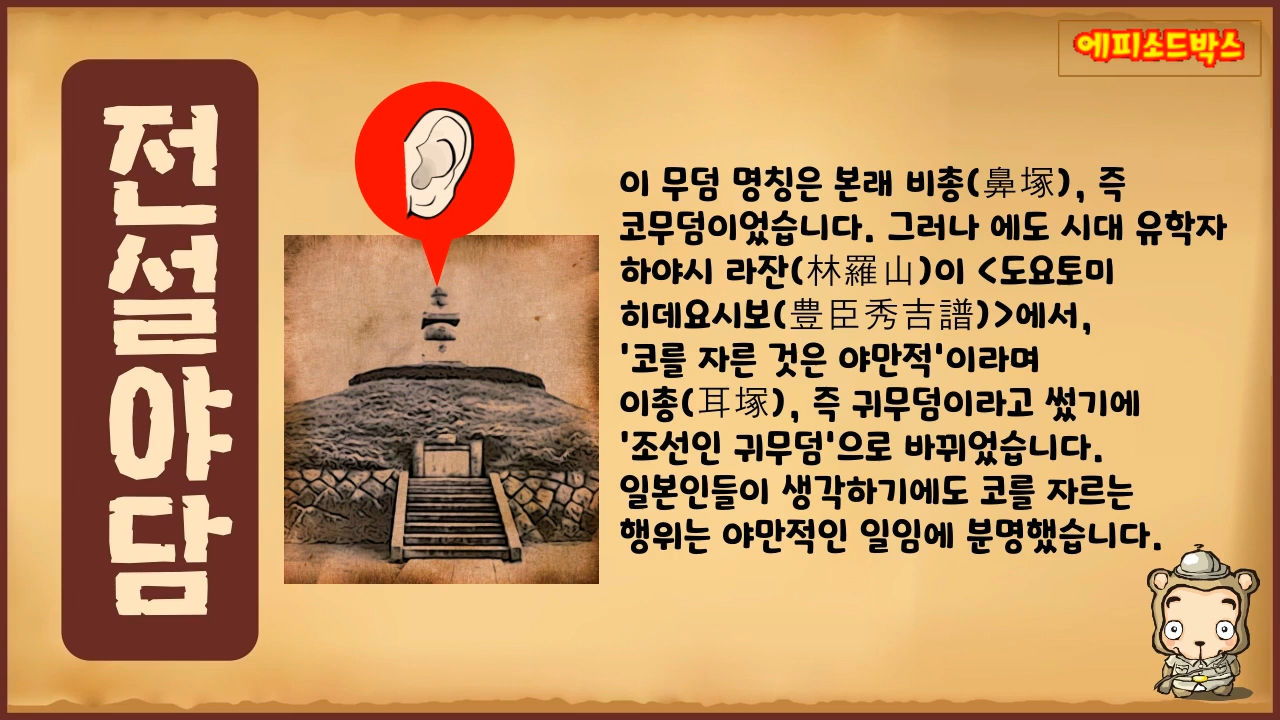 에피소드박스
전설야담
이 무덤 명칭은 본래 비총(鼻塚), 즉
코무덤이었습니다. 그러나 에도 시대 유학자
하야시 라잔(林羅山)이 <도요토미
히데요시보(豊臣秀吉譜)>에서,
'코를 자른 것은 야만적'이라며
이총(耳塚), 즉 귀무덤이라고 썼기에
'조선인 귀무덤'으로 바뀌었습니다.
일본인들이 생각하기에도 코를 자르는
행위는 야만적인 일임에 분명했습니다.